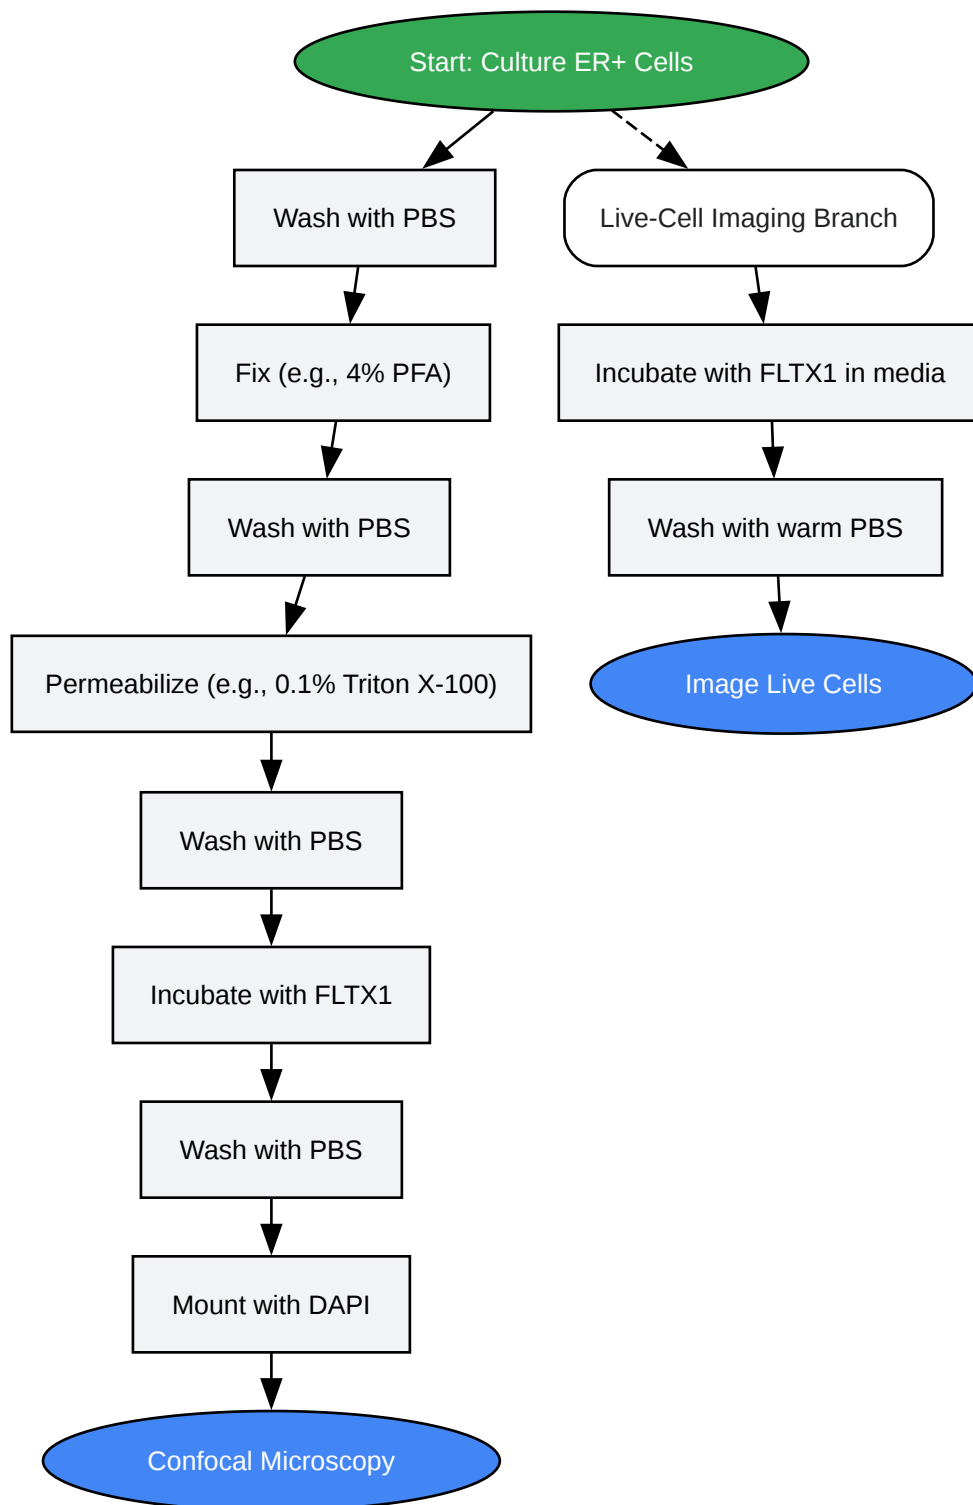 Start: Culture ER+ Cells
Wash with PBS
Fix (e.g., 4% PFA)
Wash with PBS
Permeabilize (e.g., 0.1% Triton X-100)
Wash with PBS
Incubate with FLTX1
Wash with PBS
Mount with DAPI
Confocal Microscopy
Live-Cell Imaging Branch
Incubate with FLTX1 in media
Wash with warm PBS
Image Live Cells